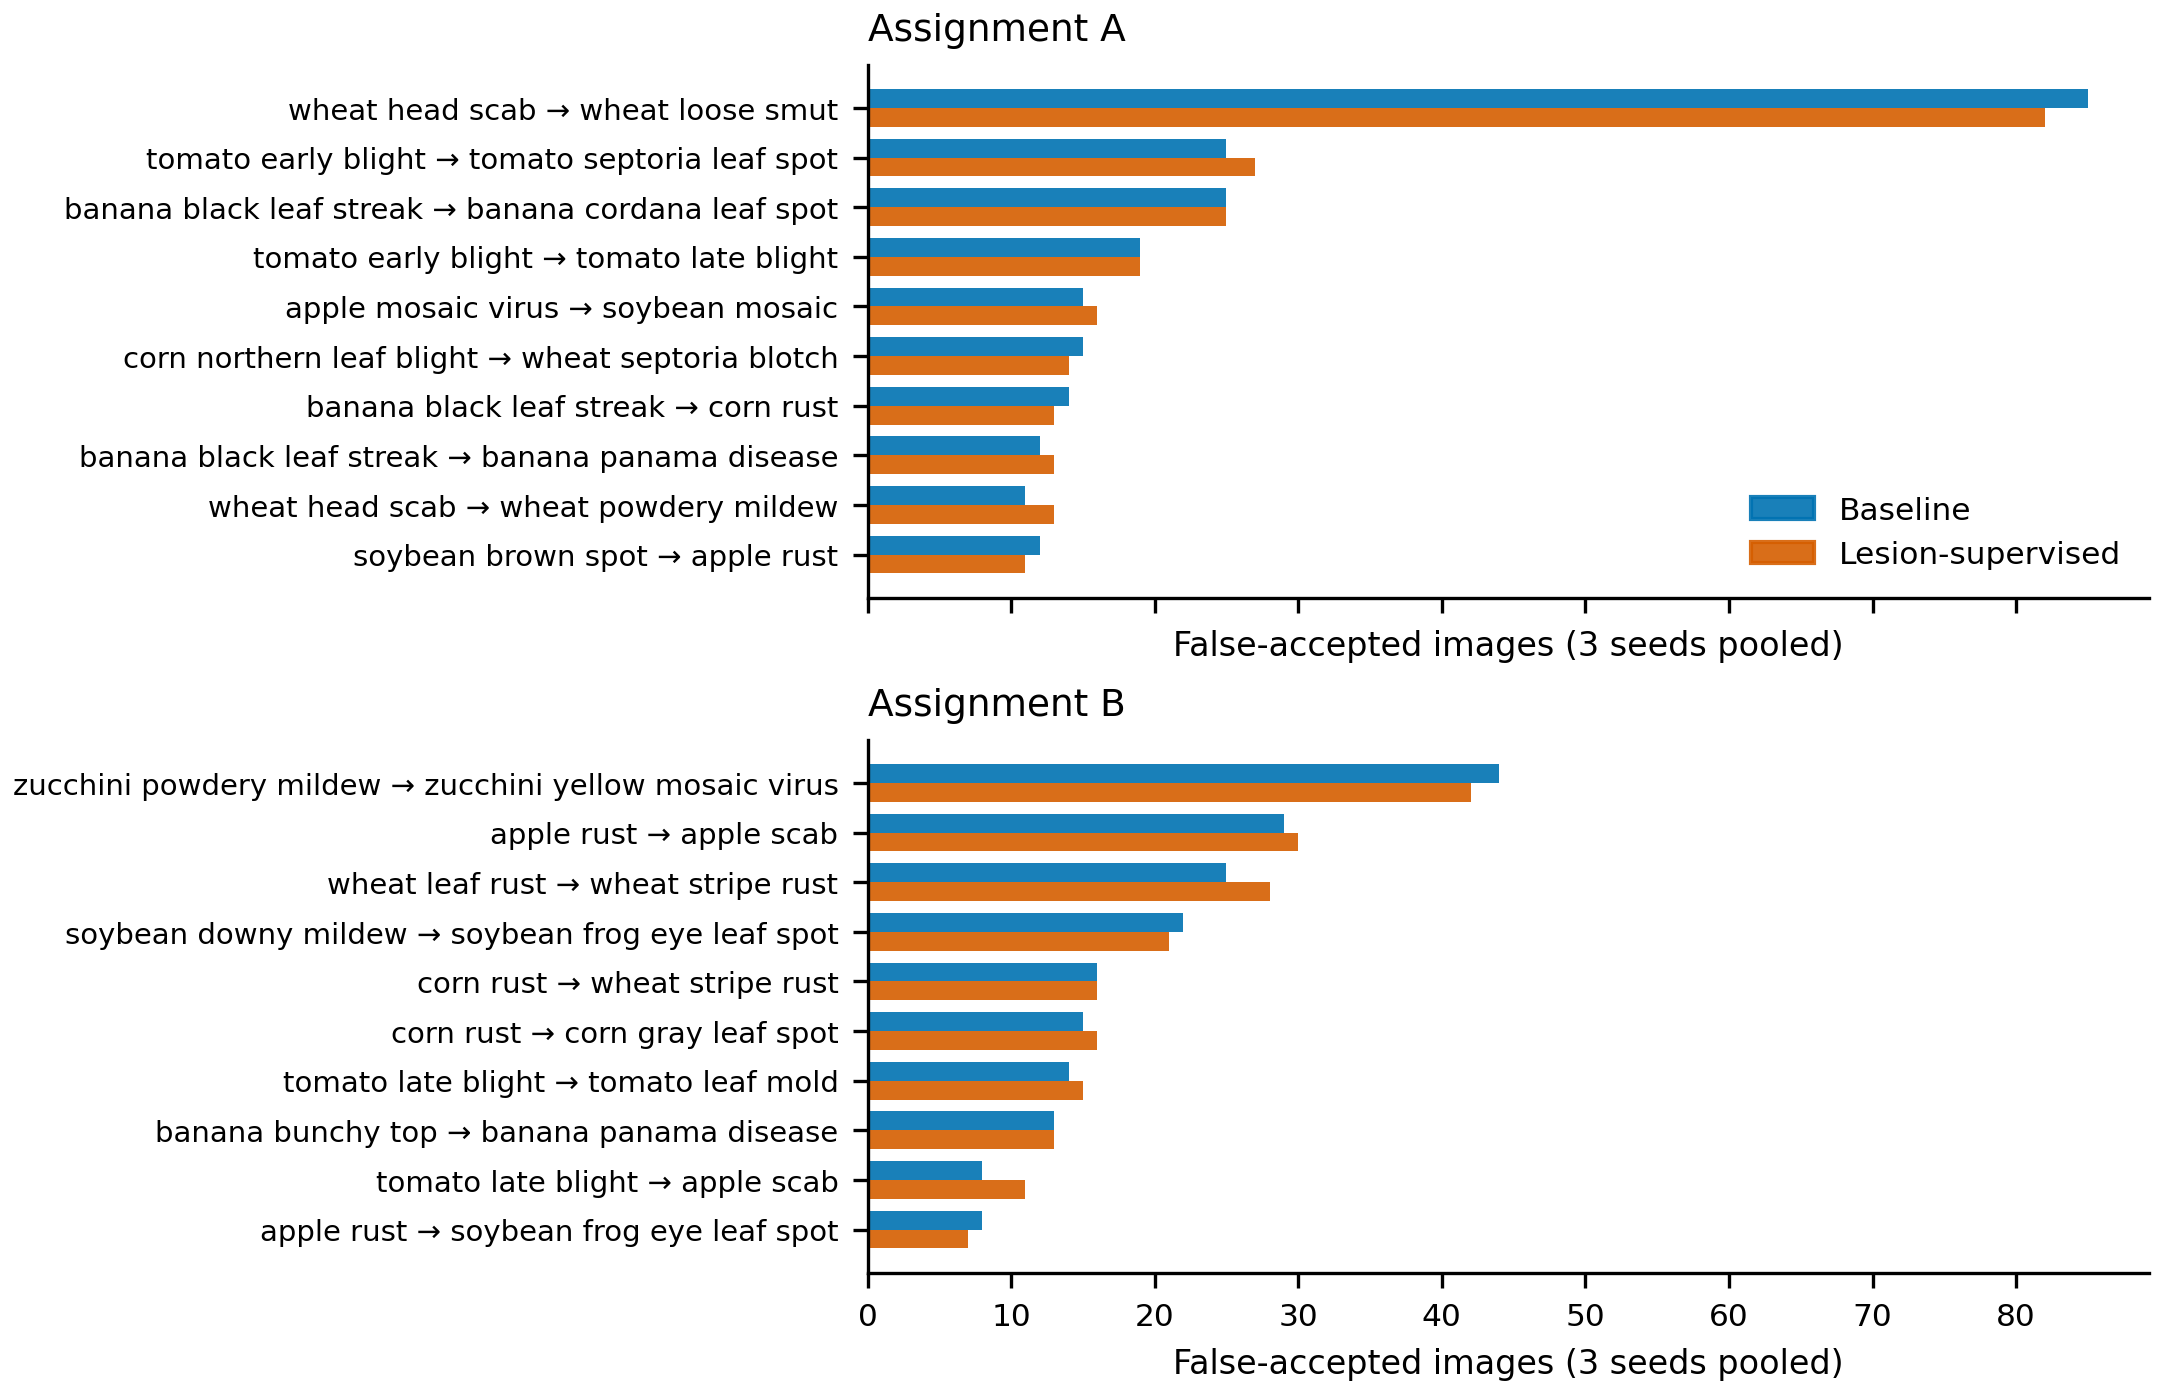 Assignment A
wheat head scab → wheat loose smut
tomato early blight → tomato septoria leaf spot
banana black leaf streak → banana cordana leaf spot
tomato early blight → tomato late blight
apple mosaic virus → soybean mosaic
corn northern leaf blight → wheat septoria blotch
banana black leaf streak → corn rust
banana black leaf streak → banana panama disease
wheat head scab → wheat powdery mildew
soybean brown spot → apple rust
Baseline
Lesion-supervised
False-accepted images (3 seeds pooled)
Assignment B
zucchini powdery mildew → zucchini yellow mosaic virus
apple rust → apple scab
wheat leaf rust → wheat stripe rust
soybean downy mildew → soybean frog eye leaf spot
corn rust → wheat stripe rust
corn rust → corn gray leaf spot
tomato late blight → tomato leaf mold
banana bunchy top → banana panama disease
tomato late blight → apple scab
apple rust → soybean frog eye leaf spot
0 10 20 30 40 50 60 70 80
False-accepted images (3 seeds pooled)